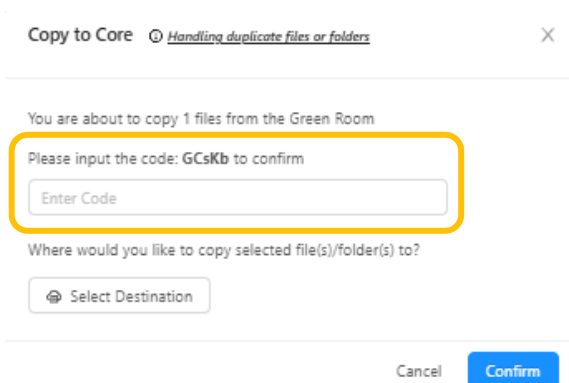 Copy to Core Handling duplicate files or folders
You are about to copy 1 files from the Green Room
Please input the code: GCsKb to confirm
Enter Code
Where would you like to copy selected file(s)/folder(s) to?
Select Destination
Cancel Confirm